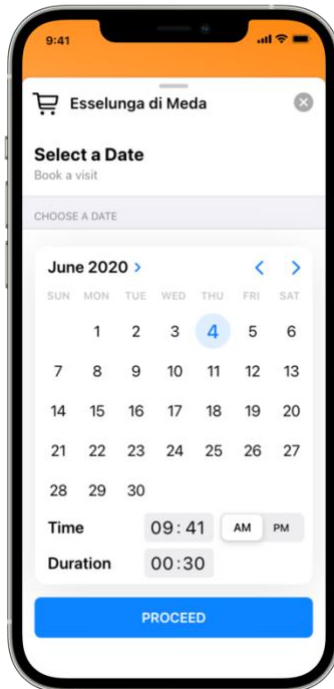 9:41
Esselunga di Meda
Select a Date
Book a visit
CHOOSE A DATE
June 2020 >
< >
SUN MON TUE WED THU FRI SAT
1 2 3 4 5 6
7 8 9 10 11 12 13
14 15 16 17 18 19 20
21 22 23 24 25 26 27
28 29 30
Time 09:41 AM PM
Duration 00:30
PROCEED